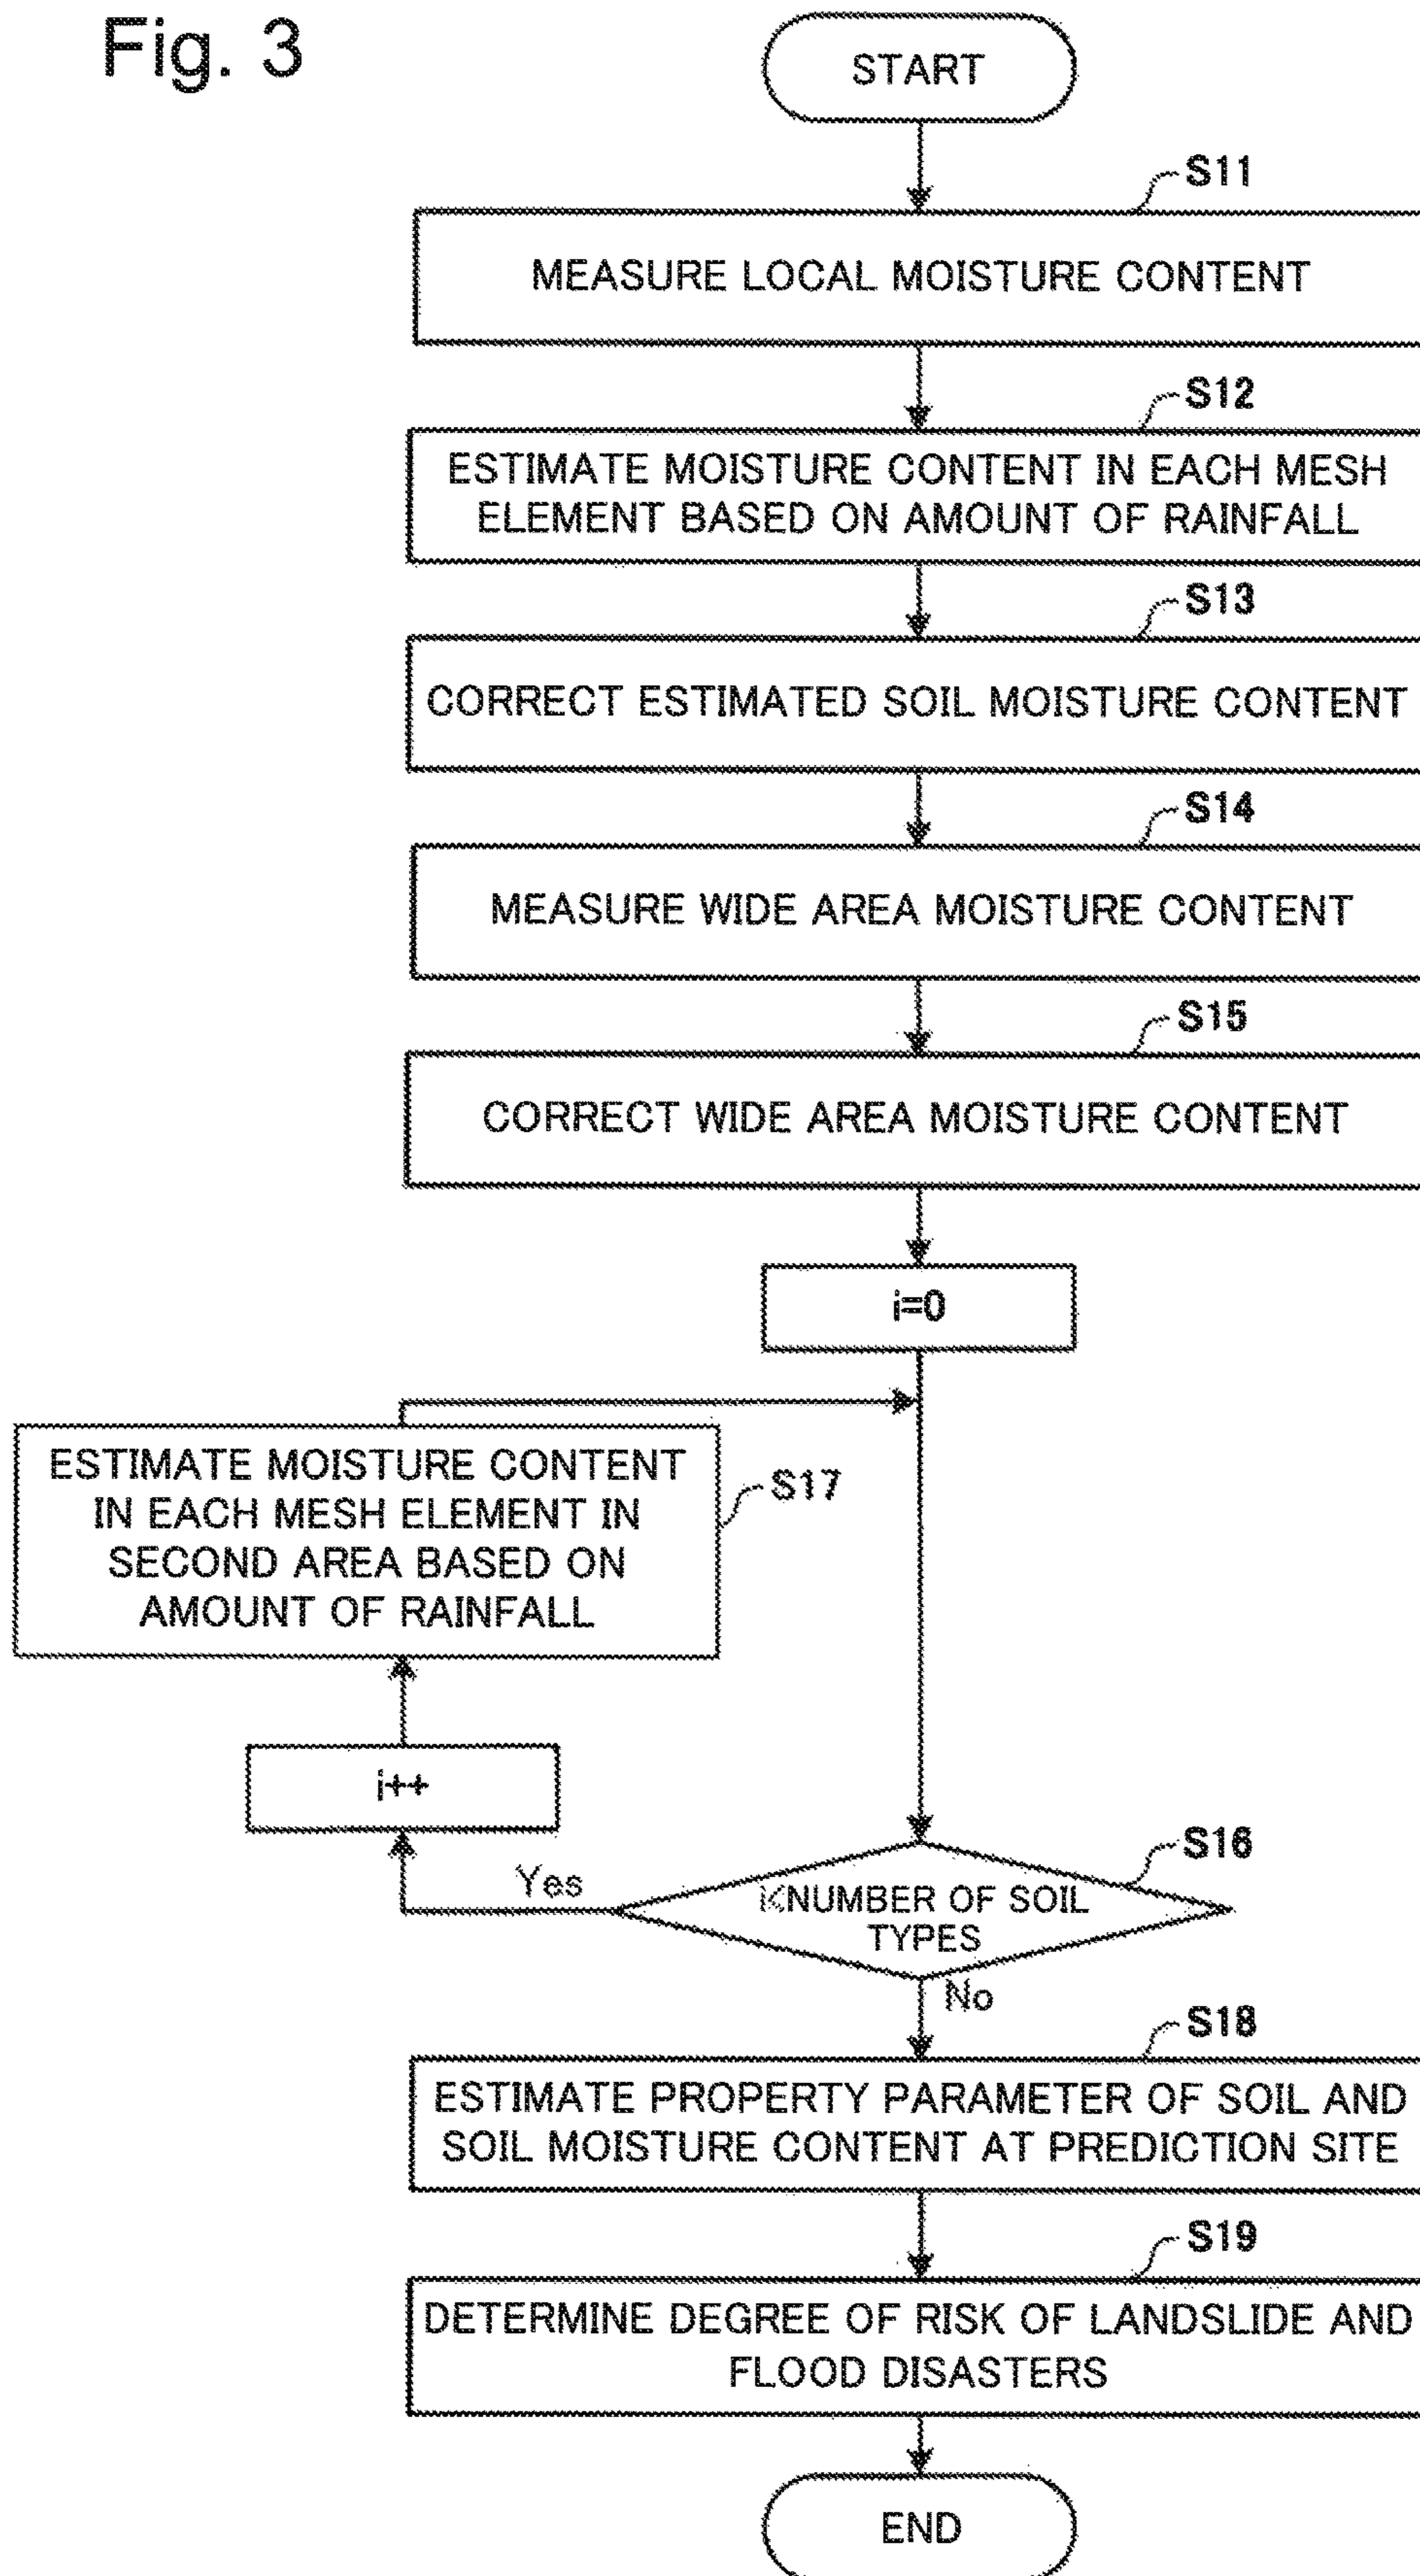 Fig. 3
START
S11
MEASURE LOCAL MOISTURE CONTENT
S12
ESTIMATE MOISTURE CONTENT IN EACH MESH
ELEMENT BASED ON AMOUNT OF RAINFALL
S13
CORRECT ESTIMATED SOIL MOISTURE CONTENT
S14
MEASURE WIDE AREA MOISTURE CONTENT
S15
CORRECT WIDE AREA MOISTURE CONTENT
i=0
ESTIMATE MOISTURE CONTENT
IN EACH MESH ELEMENT IN
SECOND AREA BASED ON
AMOUNT OF RAINFALL
S17
i++
Yes
S16
i<NUMBER OF SOIL
TYPES
No
S18
ESTIMATE PROPERTY PARAMETER OF SOIL AND
SOIL MOISTURE CONTENT AT PREDICTION SITE
S19
DETERMINE DEGREE OF RISK OF LANDSLIDE AND
FLOOD DISASTERS
END